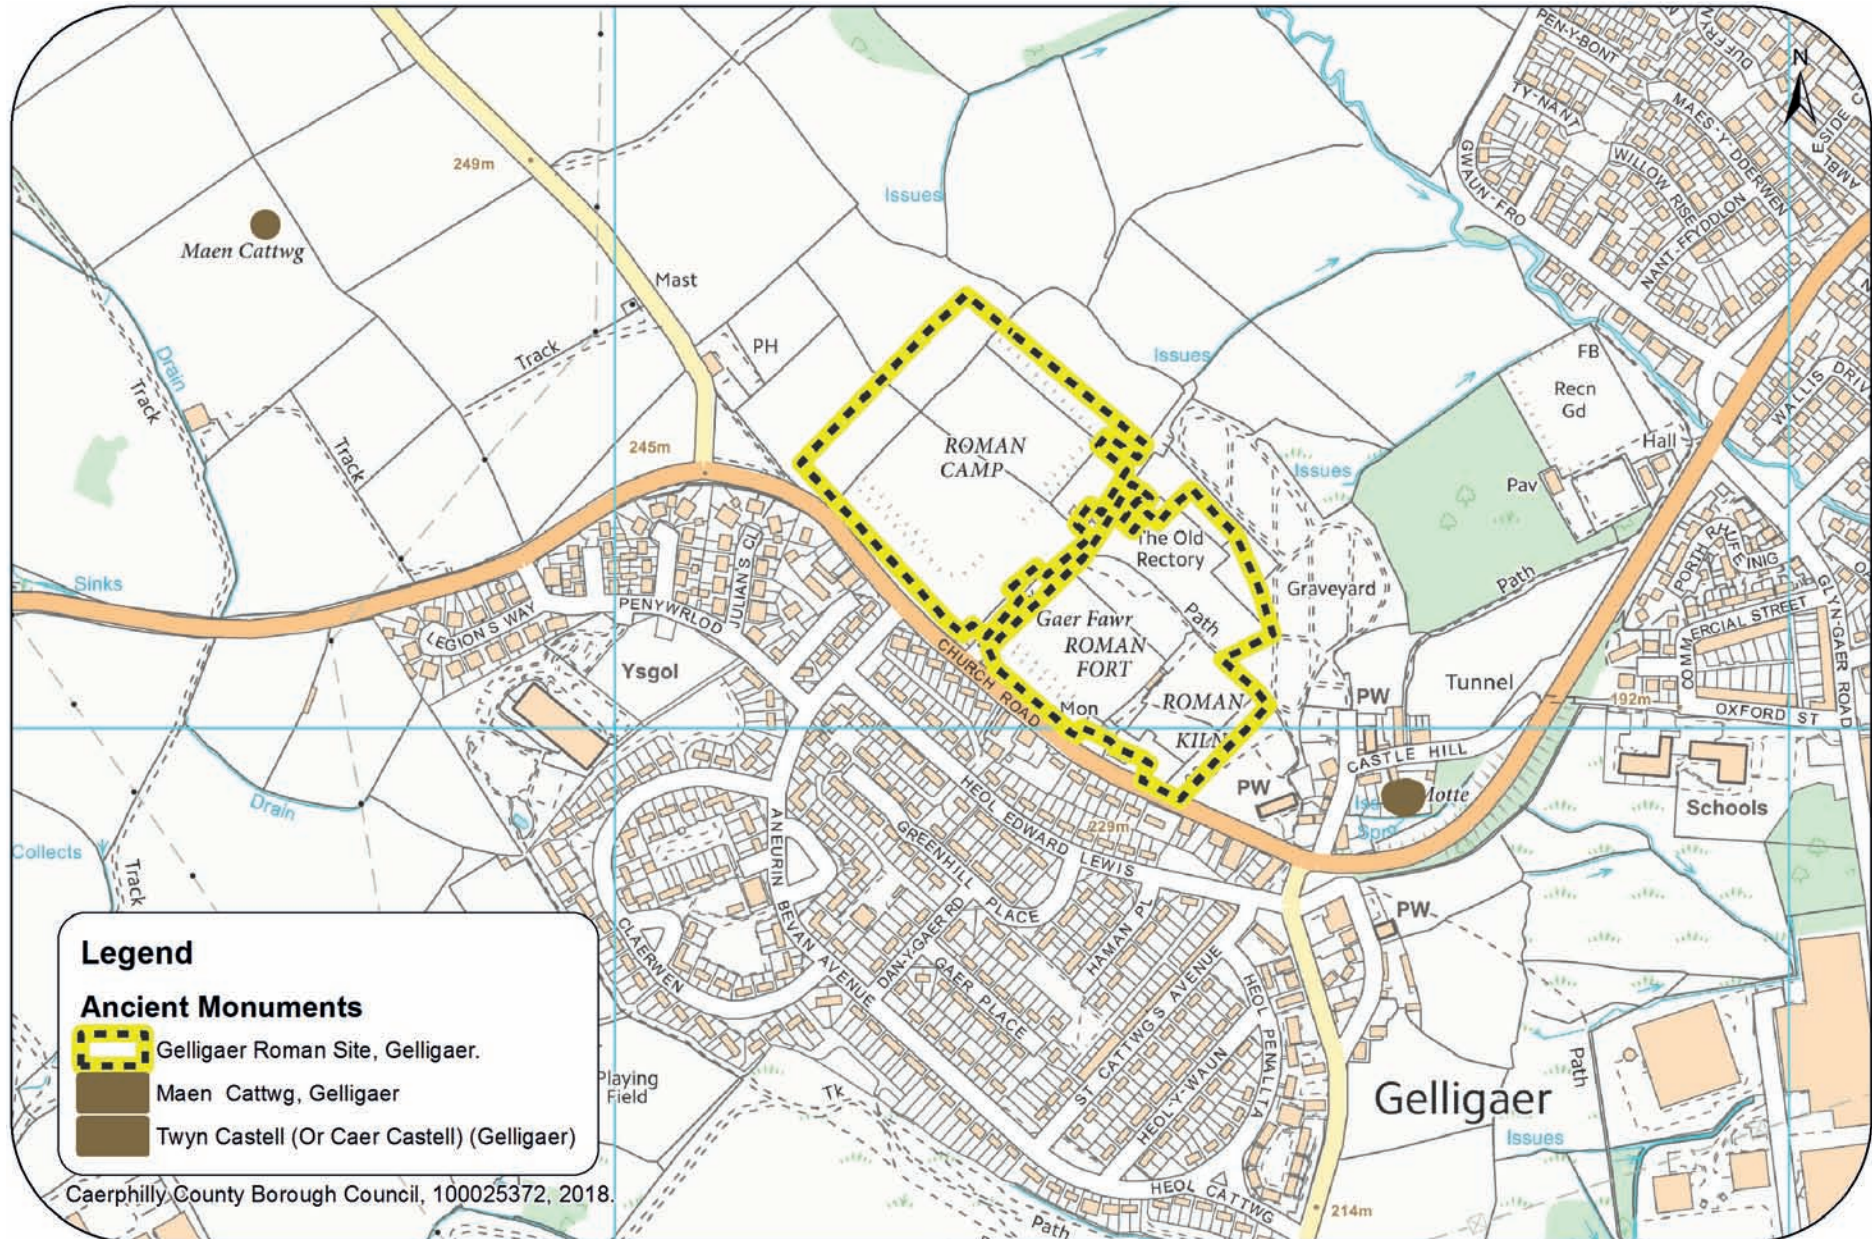 PEN-Y-BONT
TY-NANT
MAES-Y-DDERWEN
WILLOW RISE
GWAUN-FRO
NANT-FFYDDLON
N
249m
Issues
Maen Cattwg
Mast
PH
Track
Issues
FB
Recn
Gd
WALLIS
Drain
Track
Track
245m
ROMAN
CAMP
Issues
Hall
Pav
The Old
Rectory
Graveyard
Path
Sinks
LEGIONS WAY
PENYWRLOD
JULIANS CL
Ysgol
CHURCH ROAD
Gaer Fawr
ROMAN
FORT
Path
ROMAN
KILN
Mon
PW
Tunnel
192m
COMMERCIAL STREET
GLYN-GAER ROAD
OXFORD ST
CASTLE HILL
PW
Motte
Schools
Drain
Collects
Track
ANEURIN BEVAN AVENUE
HEOL EDWARD LEWIS
229m
GREENHILL PLACE
DAN-Y-GAER RD
GAER PLACE
HAMAN PL
ST CATTWGS AVENUE
HEOL PENALLTA
HEOL-Y-WAUN
CLAERWEN
PW
Playing
Field
Tk
Gelligaer
Path
Issues
HEOL CATTWG
214m
Path
Legend
Ancient Monuments
Gelligaer Roman Site, Gelligaer.
Maen Cattwg, Gelligaer
Twyn Castell (Or Caer Castell) (Gelligaer)
Caerphilly County Borough Council, 100025372, 2018.